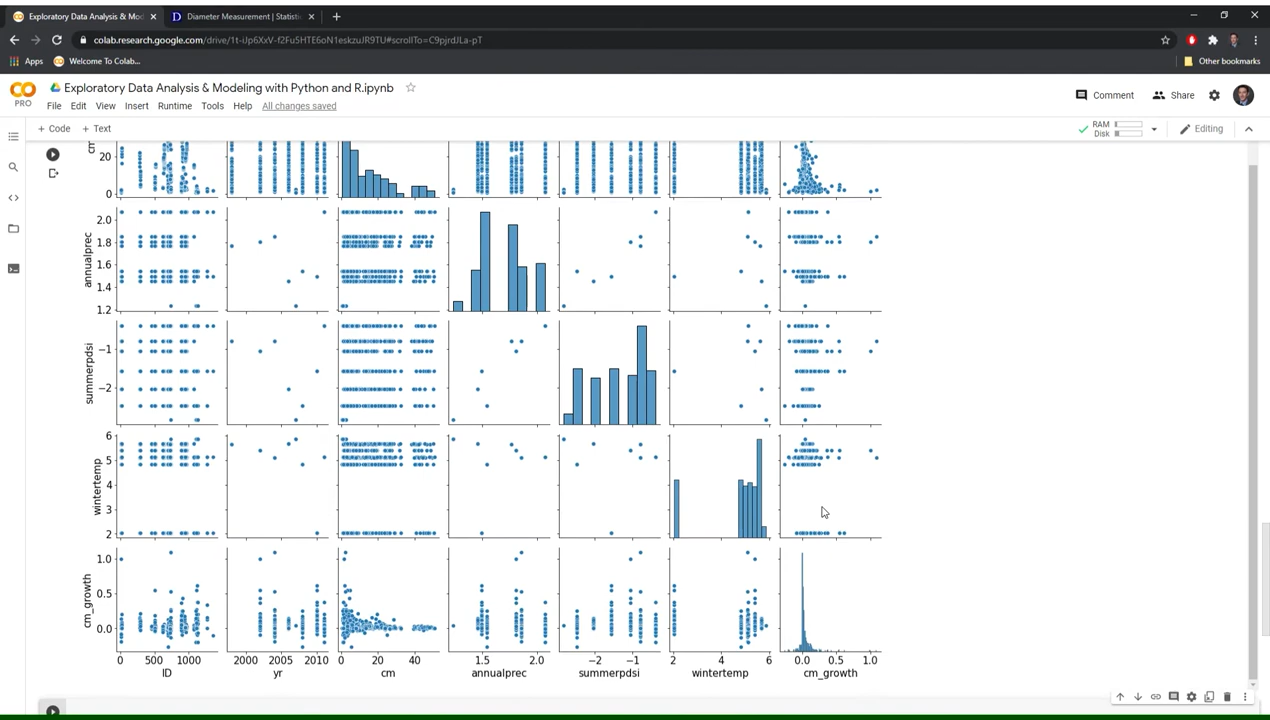 Exploratory Data Analysis & Mod
Diameter Measurement | Statistic
colab.research.google.com/drive/1t-iJp6XxV-f2Fu5HTE6oN1eskzuJR9TU#scrollTo=C9pjrdJLa-pT
Apps
Welcome To Colab...
Other bookmarks
CO
PRO
Exploratory Data Analysis & Modeling with Python and R.ipynb
File Edit View Insert Runtime Tools Help All changes saved
Comment
Share
+ Code + Text
RAM
Disk
Editing
cm
20
0
annualprec
2.0
1.8
1.6
1.4
1.2
summerpdsi
−1
−2
wintertemp
6
5
4
3
2
cm_growth
1.0
0.5
0.0
0 500 1000 2000 2005 2010 0 20 40 1.5 2.0 −2 −1 2 4 6 0.0 0.5 1.0
ID yr cm annualprec summerpdsi wintertemp cm_growth